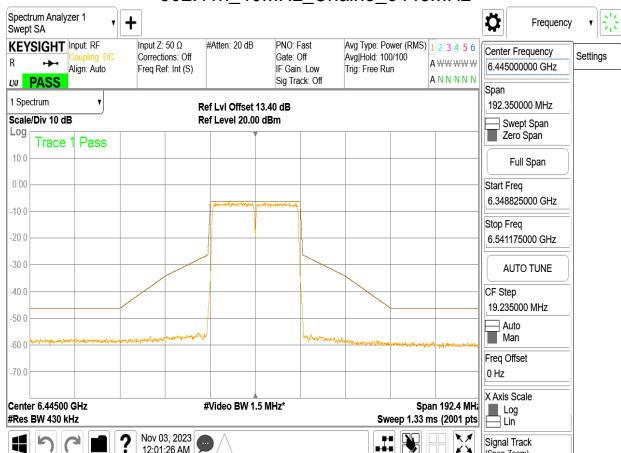 Spectrum Analyzer 1
Swept SA
Frequency
KEYSIGHT
R
LXI
PASS
Input: RF
Coupling: DC
Align: Auto
Input Z: 50 Ω
Corrections: Off
Freq Ref: Int (S)
#Atten: 20 dB
PNO: Fast
Gate: Off
IF Gain: Low
Sig Track: Off
Avg Type: Power (RMS)
Avg|Hold: 100/100
Trig: Free Run
1 2 3 4 5 6
A W W W W W
A N N N N N
1 Spectrum
Scale/Div 10 dB
Ref Lvl Offset 13.40 dB
Ref Level 20.00 dBm
Log
Trace 1 Pass
10.0
0.00
-10.0
-20.0
-30.0
-40.0
-50.0
-60.0
-70.0
Center 6.44500 GHz
#Res BW 430 kHz
#Video BW 1.5 MHz*
Span 192.4 MHz
Sweep 1.33 ms (2001 pts
Nov 03, 2023
12:01:26 AM
Center Frequency
6.445000000 GHz
Settings
Span
192.350000 MHz
Swept Span
Zero Span
Full Span
Start Freq
6.348825000 GHz
Stop Freq
6.541175000 GHz
AUTO TUNE
CF Step
19.235000 MHz
Auto
Man
Freq Offset
0 Hz
X Axis Scale
Log
Lin
Signal Track